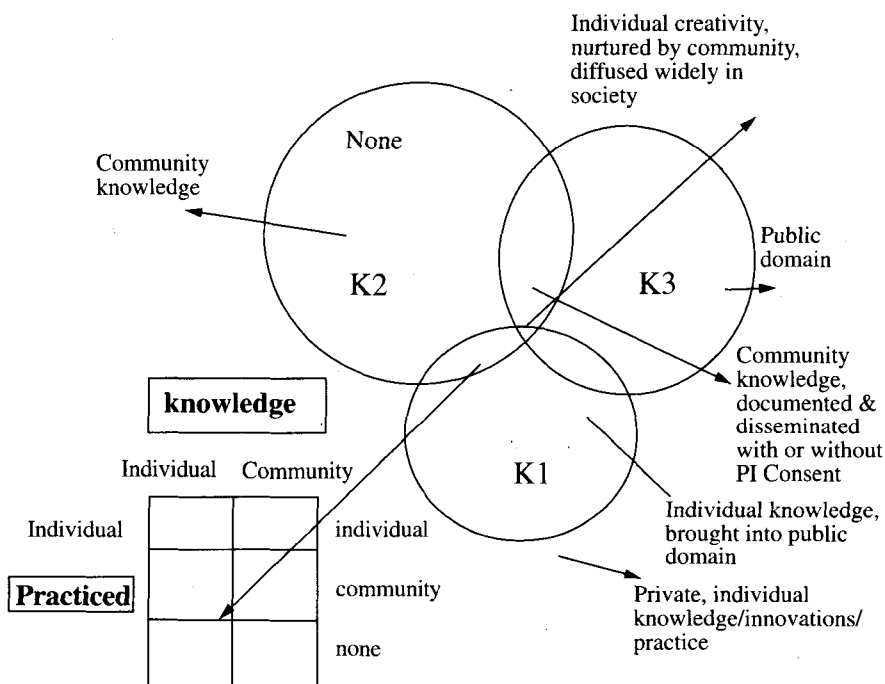 Individual creativity,
nurtured by community,
diffused widely in
society
None
Community
knowledge
Public
domain
K2
K3
Community
knowledge,
documented &
disseminated
with or without
PI Consent
knowledge
Individual Community
K1
Individual
individual
Individual knowledge,
brought into public
domain
Practiced
community
Private, individual
knowledge/innovations/
practice
none